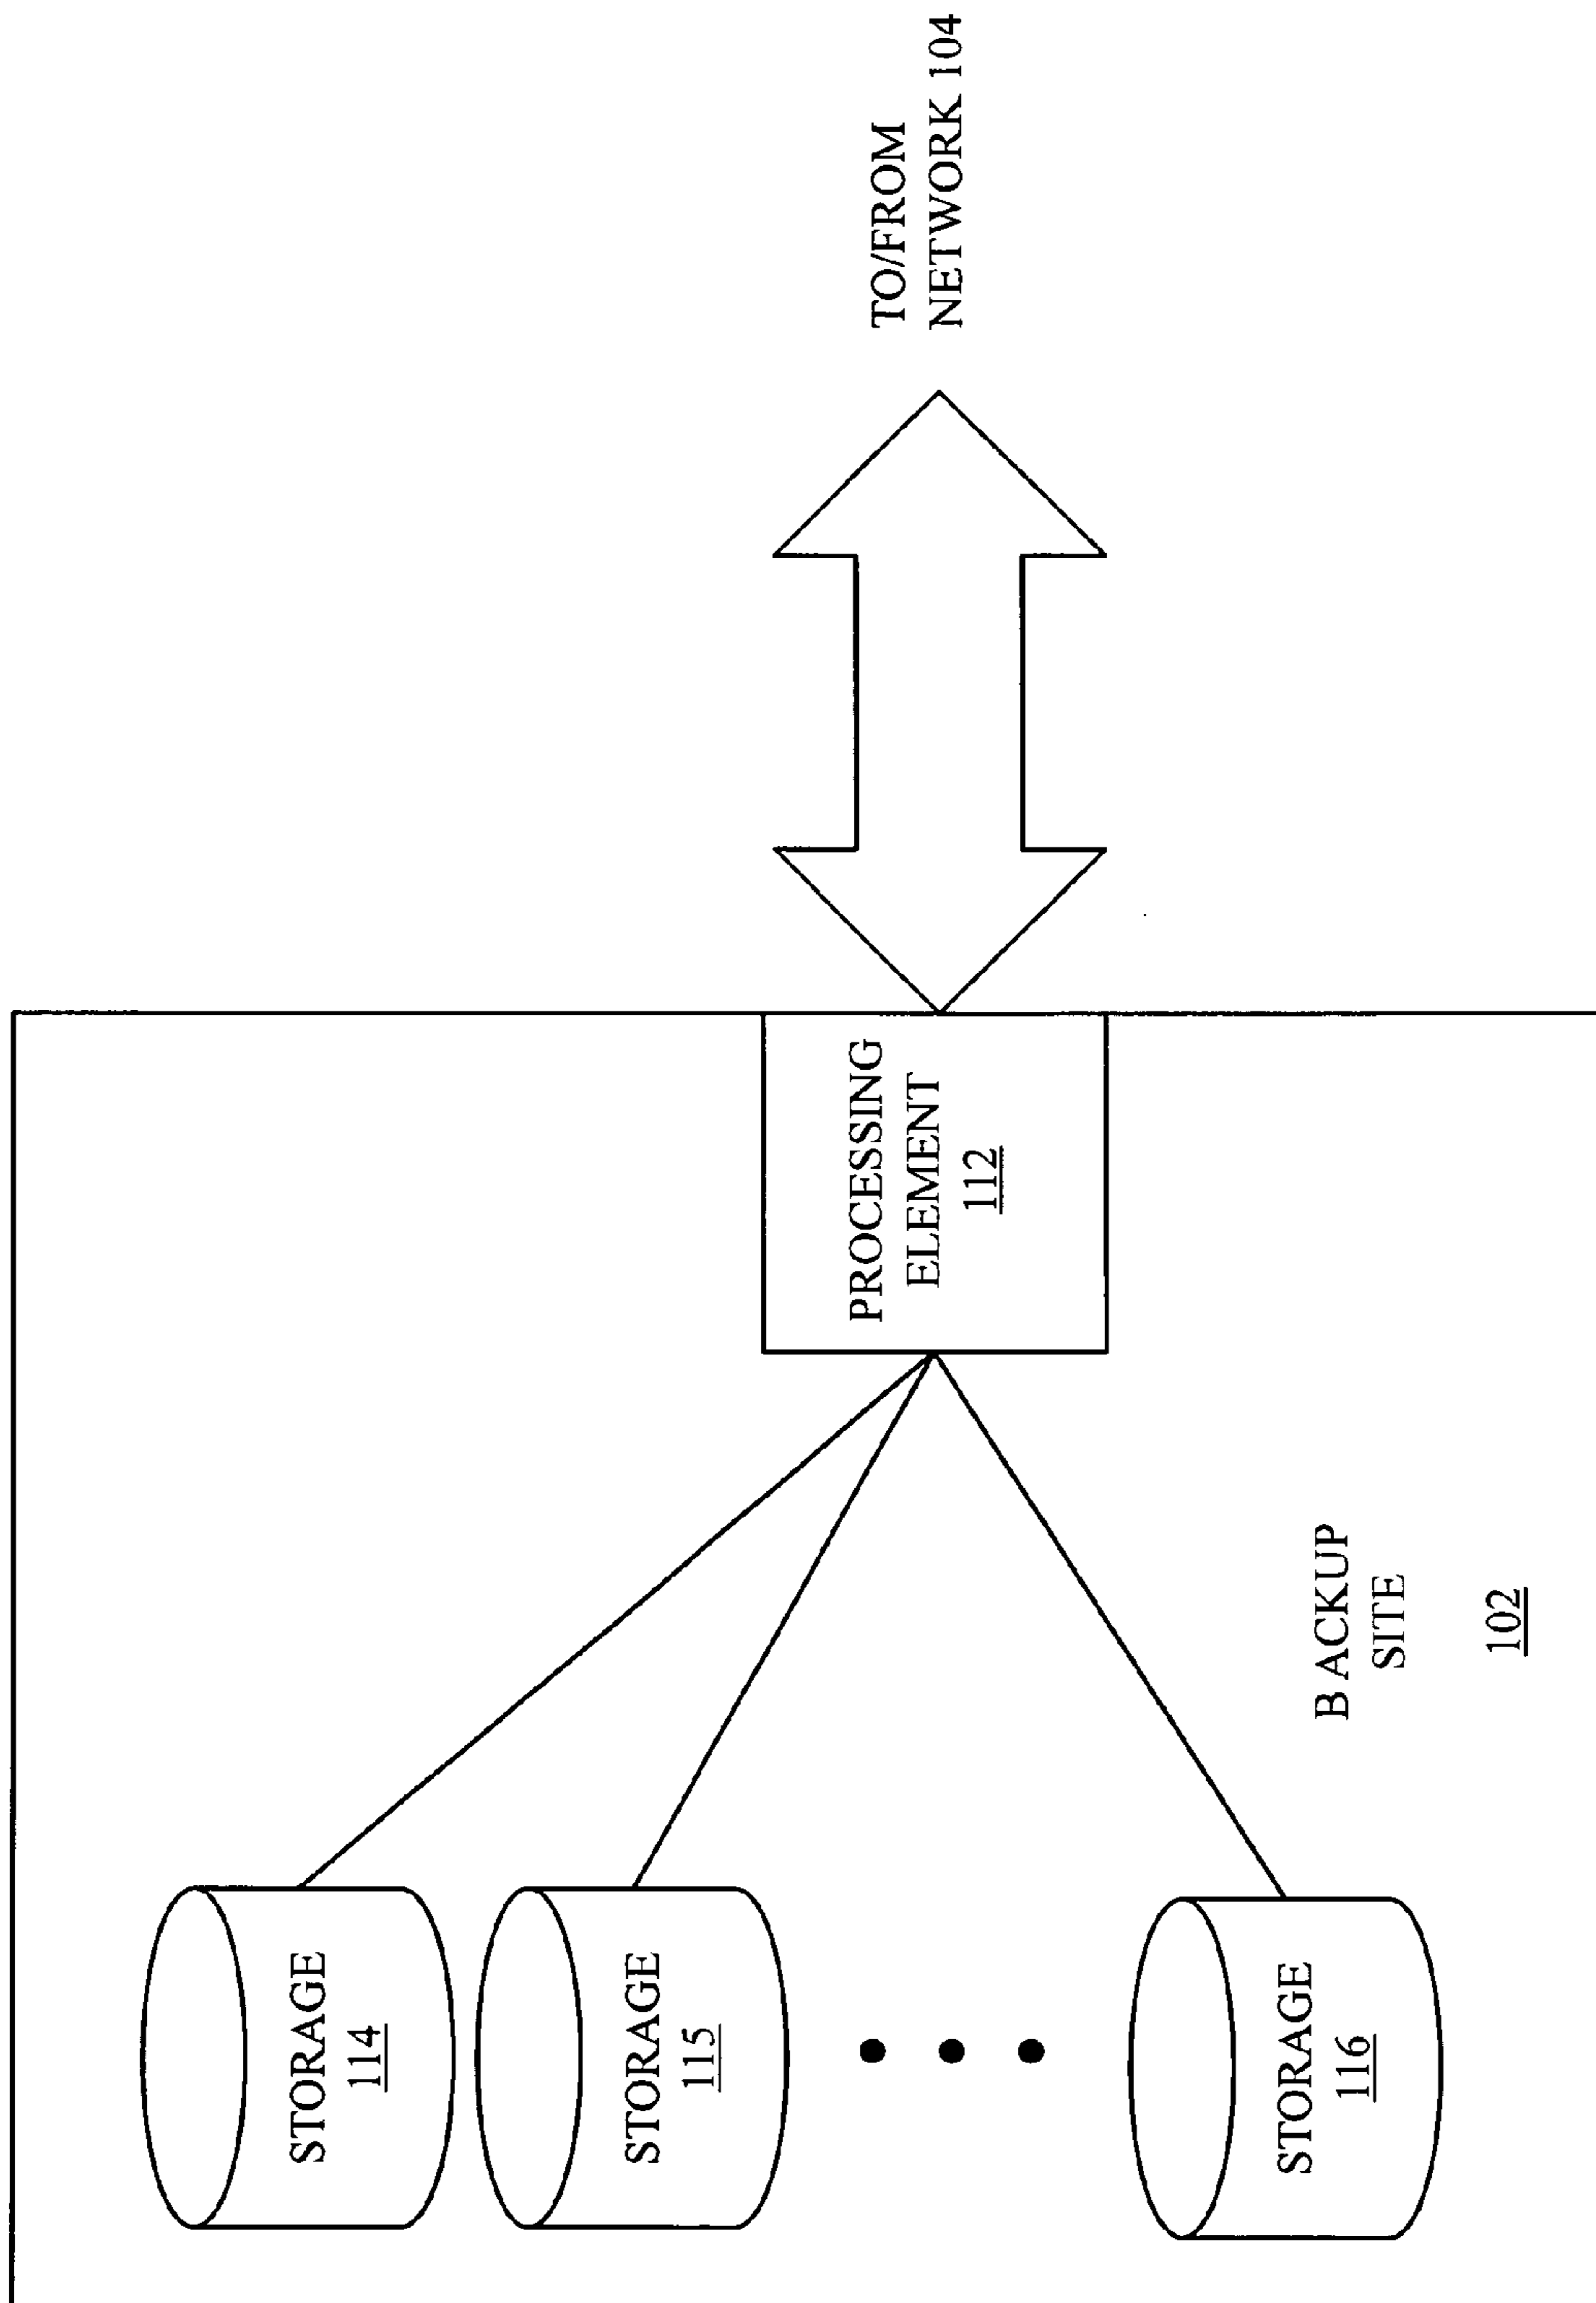 TO/FROM
NETWORK 104
PROCESSING
ELEMENT
112
STORAGE
114
STORAGE
115
STORAGE
116
B ACKUP
SITE
102